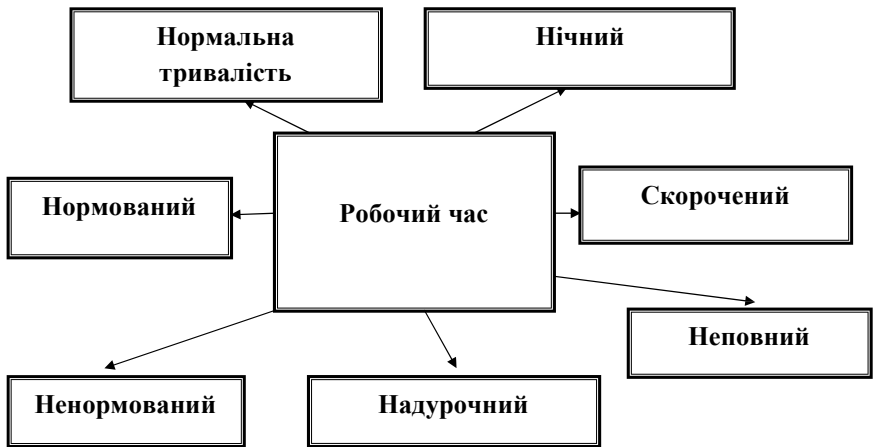 Нормальна
тривалість
Нічний
Нормований
Робочий час
Скорочений
Неповний
Ненормований
Надурочний